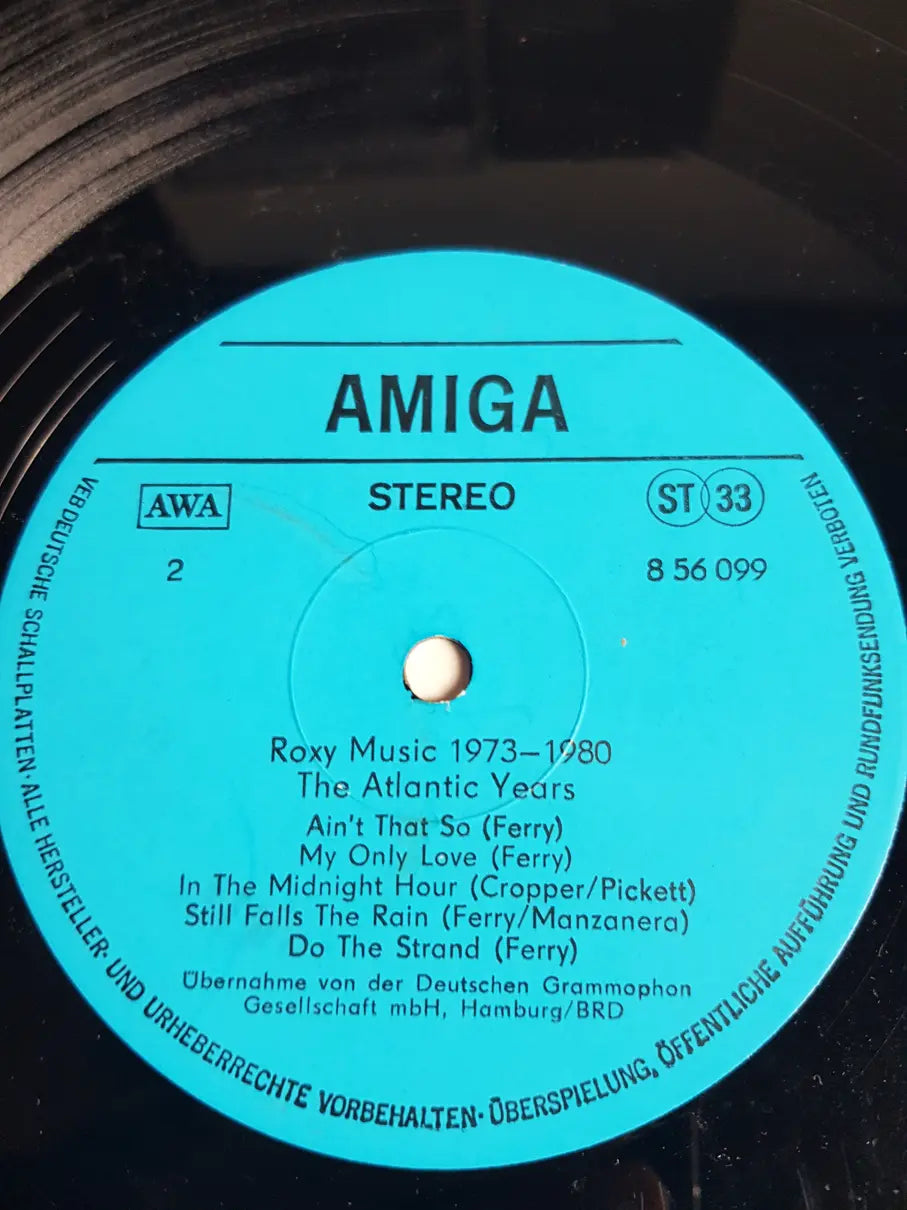 AMIGA
AWA
STEREO
ST 33
2
8 56 099
Roxy Music 1973–1980
The Atlantic Years
Ain't That So (Ferry)
My Only Love (Ferry)
In The Midnight Hour (Cropper/Pickett)
Still Falls The Rain (Ferry/Manzanera)
Do The Strand (Ferry)
Übernahme von der Deutschen Grammophon
Gesellschaft mbH, Hamburg/BRD
VEB DEUTSCHE SCHALLPLATTEN · ALLE HERSTELLER- UND URHEBERRECHTE VORBEHALTEN · ÜBERSPIELUNG, ÖFFENTLICHE AUFFÜHRUNG UND RUNDFUNKSENDUNG VERBOTEN